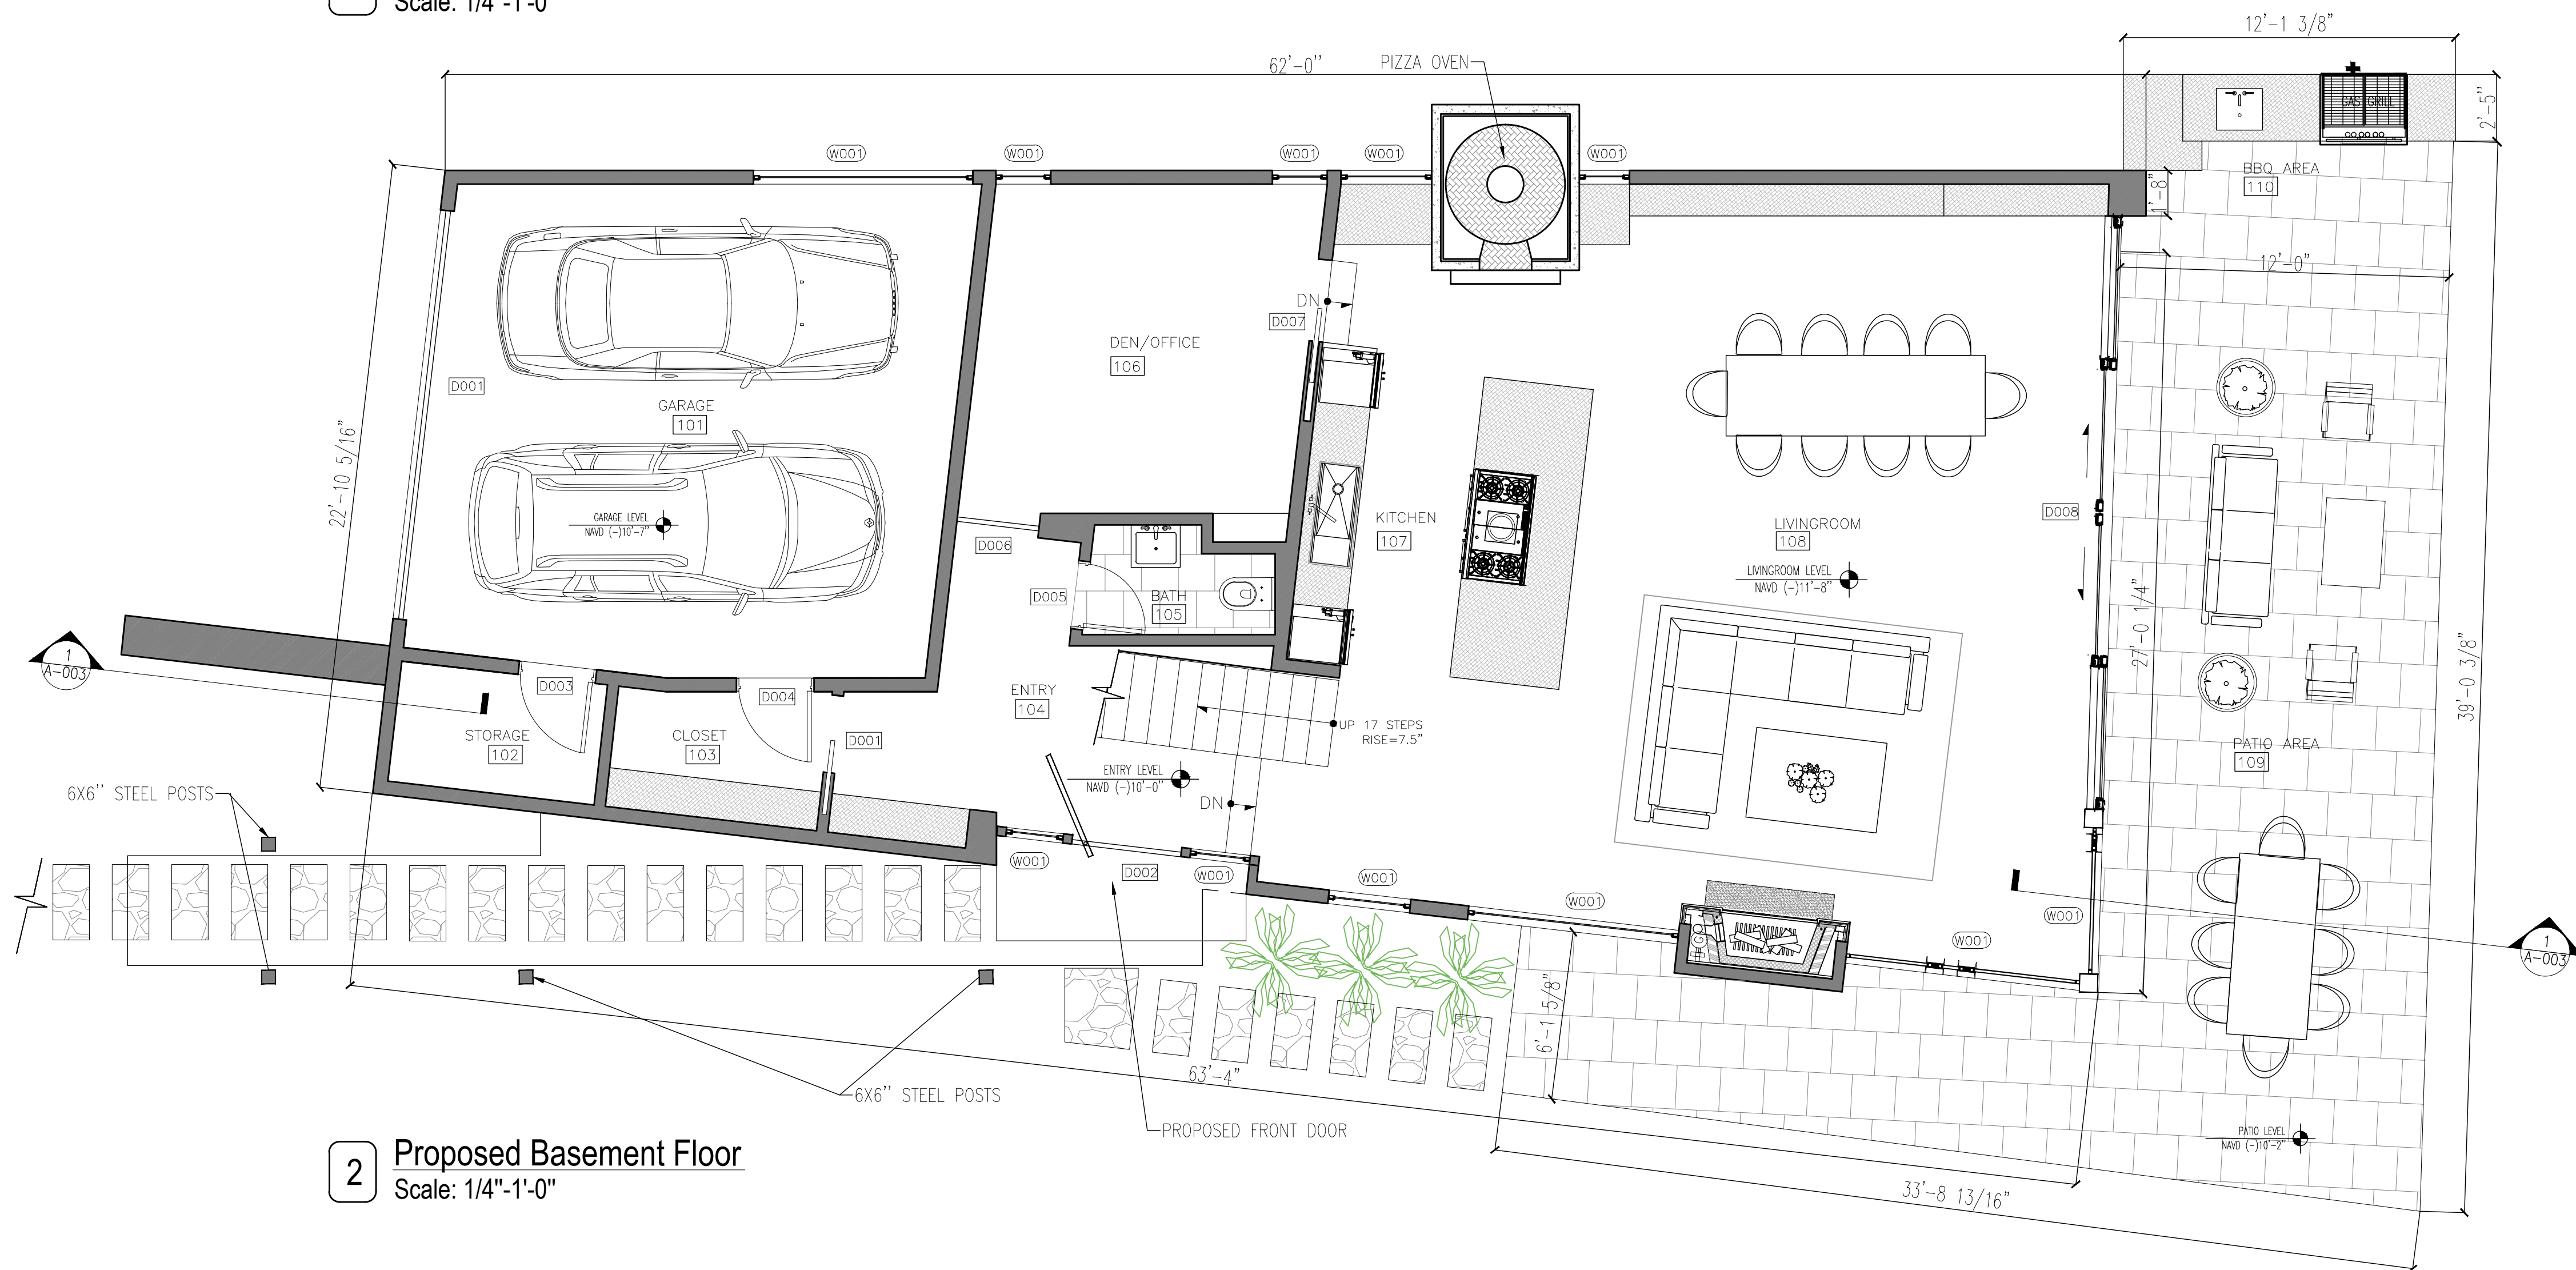 Scale: 1/4"-1'-0"
12'-1 3/8"
62'-0"
PIZZA OVEN
GAS GRILL
2'-5"
W001
W001
W001
W001
W001
BBQ AREA
110
1'-8"
12'-0"
DN
D007
DEN/OFFICE
106
D001
GARAGE
101
22'-10 5/16"
GARAGE LEVEL
NAVD (-)10'-7"
KITCHEN
107
LIVINGROOM
108
D008
D006
LIVINGROOM LEVEL
NAVD (-)11'-8"
D005
BATH
105
27'-0 1/4"
39'-0 3/8"
1
A-003
D003
D004
ENTRY
104
UP 17 STEPS
RISE=7.5"
STORAGE
102
CLOSET
103
D001
PATIO AREA
109
ENTRY LEVEL
NAVD (-)10'-0"
6X6" STEEL POSTS
DN
W001
D002
W001
W001
W001
W001
W001
1
A-003
6'-1 5/8"
63'-4"
6X6" STEEL POSTS
PROPOSED FRONT DOOR
PATIO LEVEL
NAVD (-)10'-2"
33'-8 13/16"
2
Proposed Basement Floor
Scale: 1/4"-1'-0"